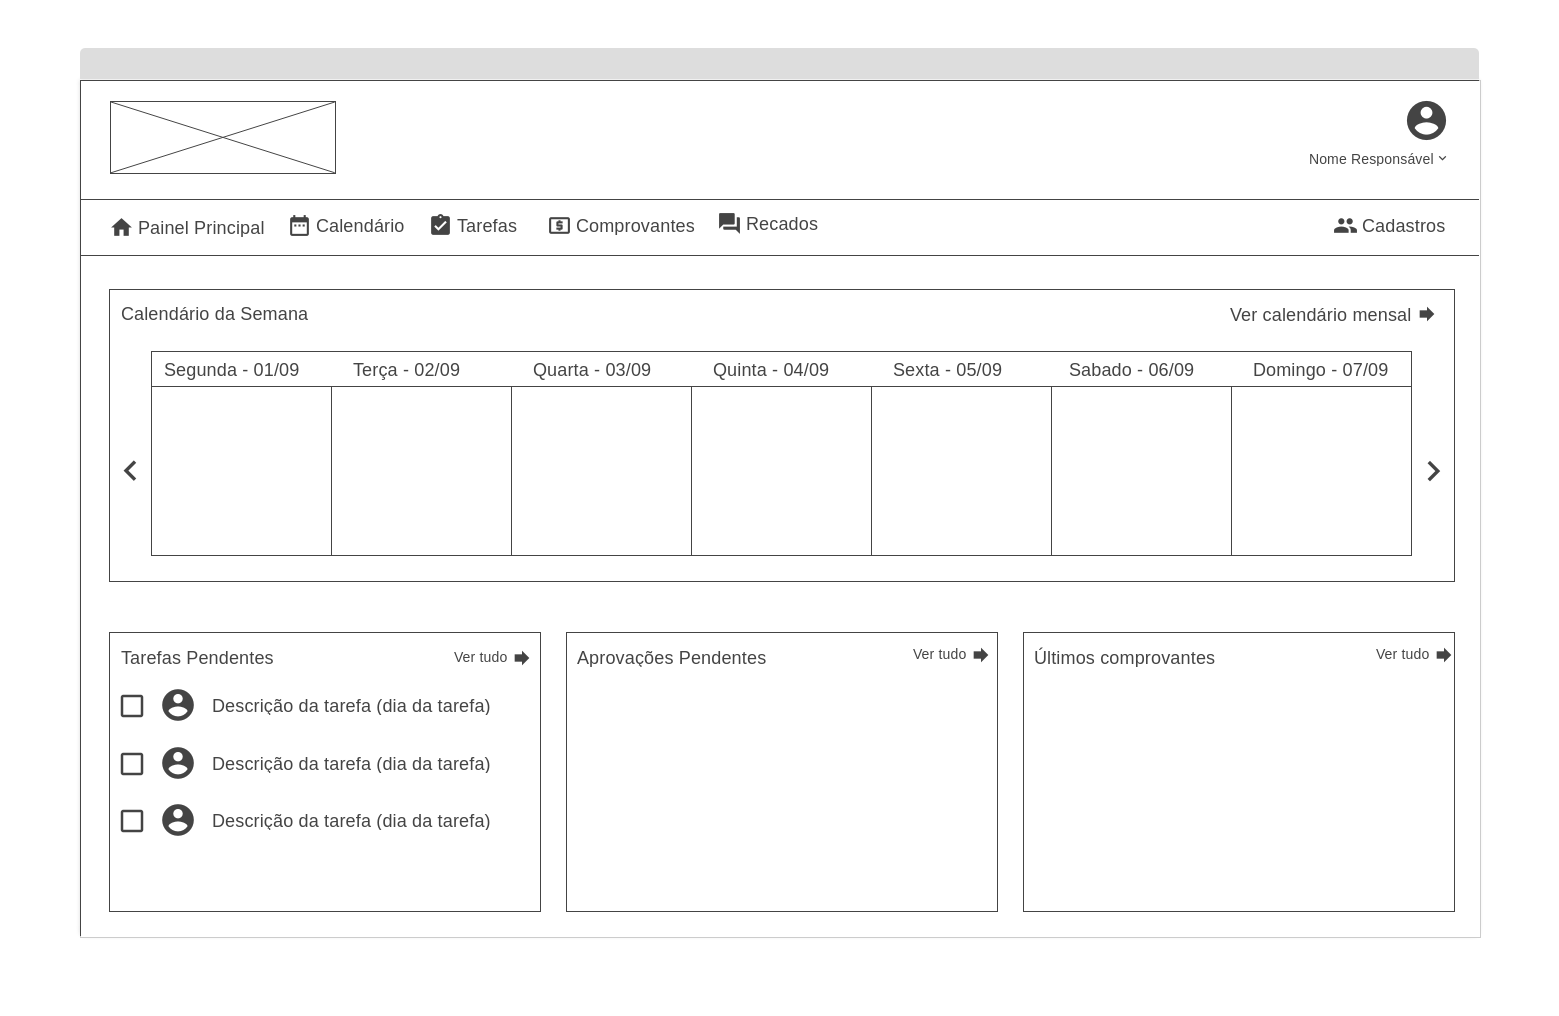 Nome Responsável
Painel Principal Calendário Tarefas Comprovantes Recados Cadastros
Calendário da Semana Ver calendário mensal
Segunda - 01/09 Terça - 02/09 Quarta - 03/09 Quinta - 04/09 Sexta - 05/09 Sabado - 06/09 Domingo - 07/09
Tarefas Pendentes Ver tudo
Descrição da tarefa (dia da tarefa)
Descrição da tarefa (dia da tarefa)
Descrição da tarefa (dia da tarefa)
Aprovações Pendentes Ver tudo
Últimos comprovantes Ver tudo